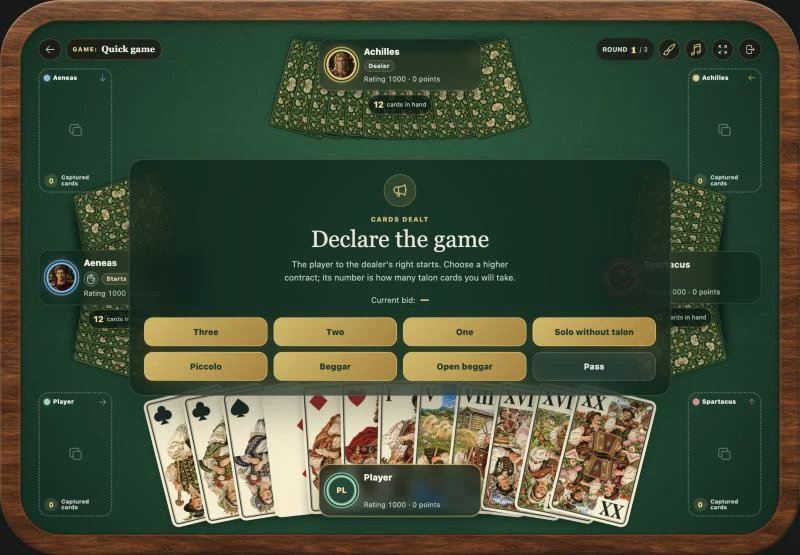 GAME: Quick game
Achilles
Dealer
Rating 1000 · 0 points
12 cards in hand
ROUND 1 / 3
Aeneas
0 Captured cards
Achilles
0 Captured cards
CARDS DEALT
Declare the game
The player to the dealer's right starts. Choose a higher
contract; its number is how many talon cards you will take.
Current bid: —
Three
Two
One
Solo without talon
Piccolo
Beggar
Open beggar
Pass
Aeneas
Starts
Rating 1000
12 cards in
Spartacus
0 points
cards in hand
Player
0 Captured cards
Spartacus
0 Captured cards
I
V
VIII
XVI
XVI
XX
XX
Player
PL
Rating 1000 · 0 points